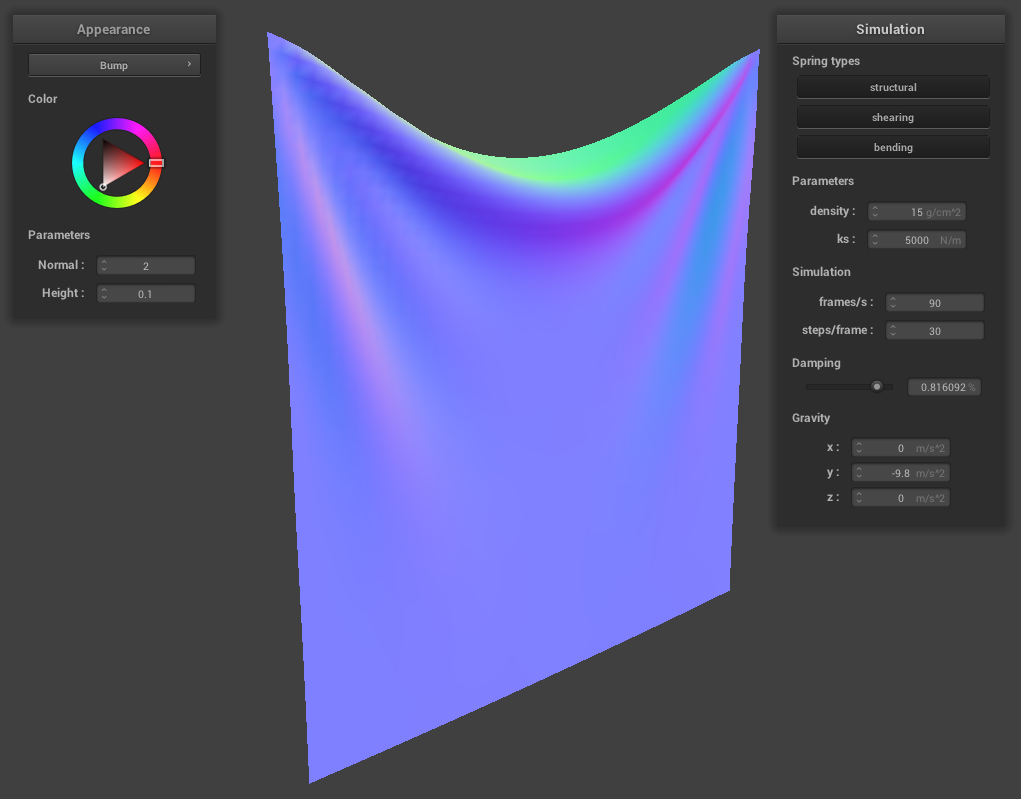 Appearance
Bump ›
Color
Parameters
Normal : 2
Height : 0.1
Simulation
Spring types
structural
shearing
bending
Parameters
density : 15 g/cm^2
ks : 5000 N/m
Simulation
frames/s : 90
steps/frame : 30
Damping
0.816092 %
Gravity
x : 0 m/s^2
y : -9.8 m/s^2
z : 0 m/s^2